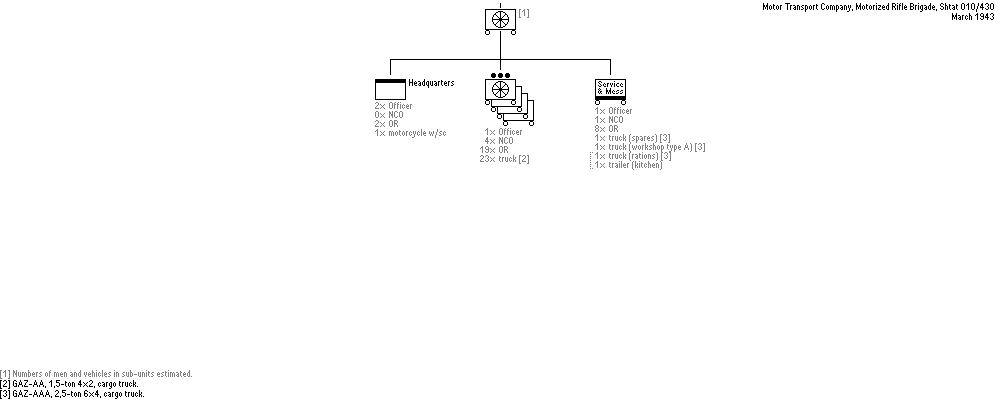 Motor Transport Company, Motorized Rifle Brigade, Shtat 010/430
March 1943
[1]
Headquarters
2× Officer
0× NCO
2× OR
1× motorcycle w/sc
1× Officer
4× NCO
19× OR
23× truck [2]
Service
& Mess
1× Officer
1× NCO
8× OR
1× truck (spares) [3]
1× truck (workshop type A) [3]
1× truck (rations) [3]
1× trailer (kitchen)
[1] Numbers of men and vehicles in sub-units estimated.
[2] GAZ-AA, 1,5-ton 4×2, cargo truck.
[3] GAZ-AAA, 2,5-ton 6×4, cargo truck.